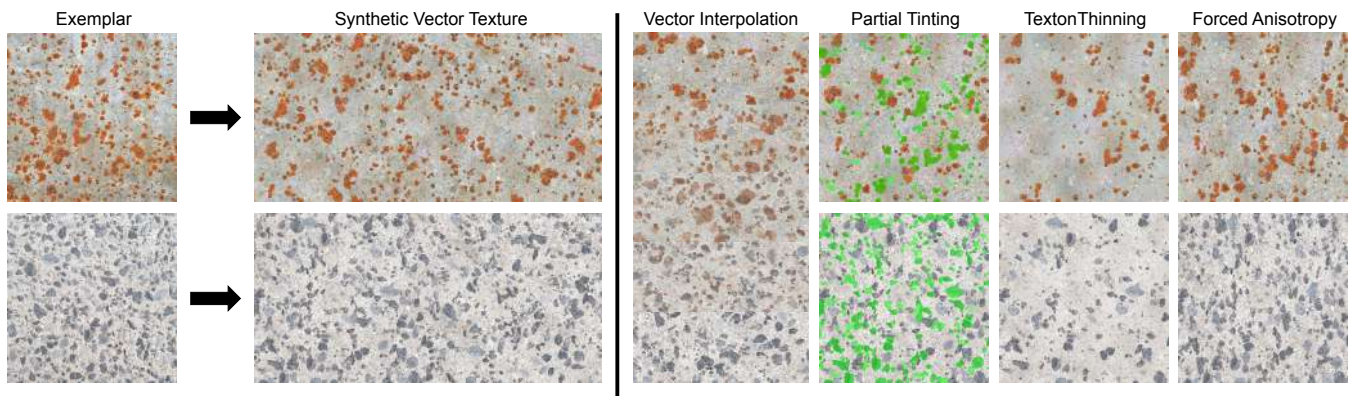 Exemplar
Synthetic Vector Texture
Vector Interpolation
Partial Tinting
TextonThinning
Forced Anisotropy